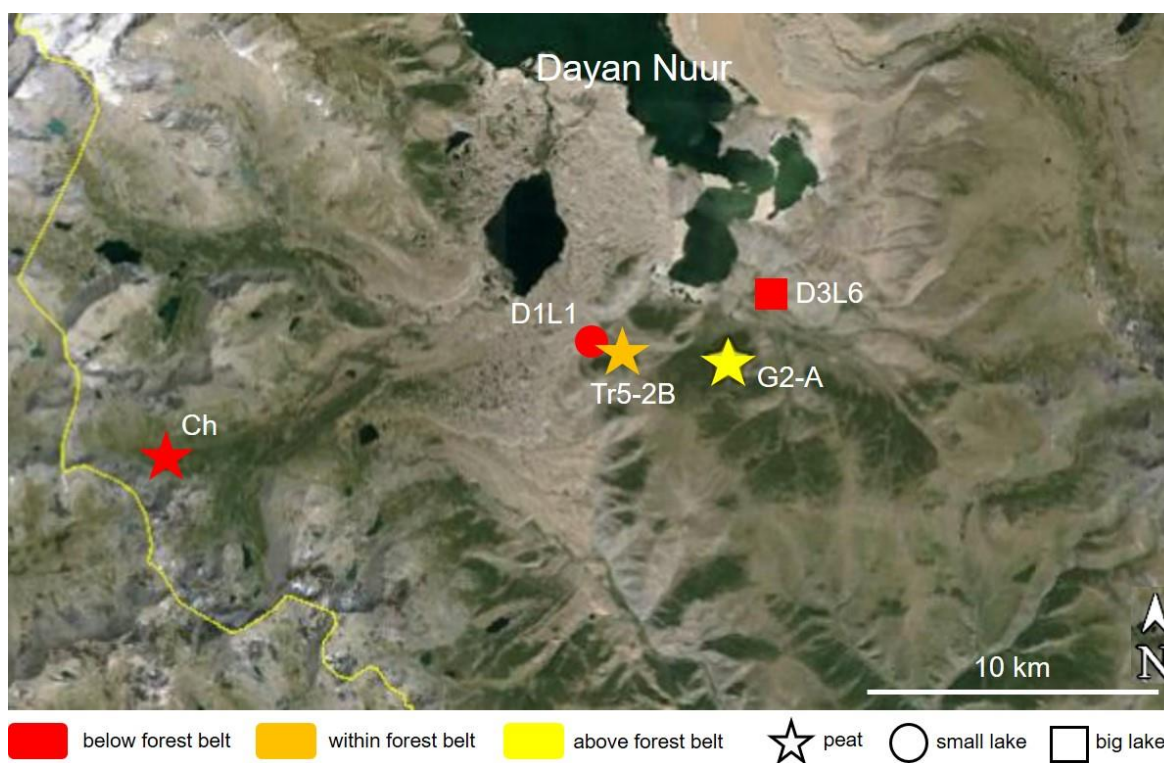 Dayan Nuur
D1L1
D3L6
Tr5-2B
G2-A
Ch
10 km
N
below forest belt
within forest belt
above forest belt
peat
small lake
big lake